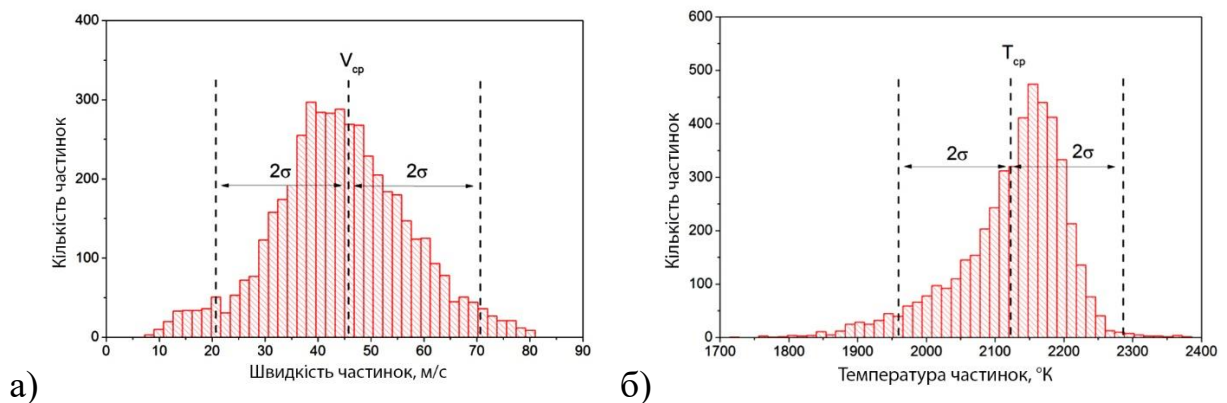 400
300
200
100
0
Кількість частинок
V_ср
2σ
2σ
0 10 20 30 40 50 60 70 80 90
Швидкість частинок, м/с
а)
600
500
400
300
200
100
0
Кількість частинок
T_ср
2σ
2σ
1700 1800 1900 2000 2100 2200 2300 2400
Температура частинок, °К
б)